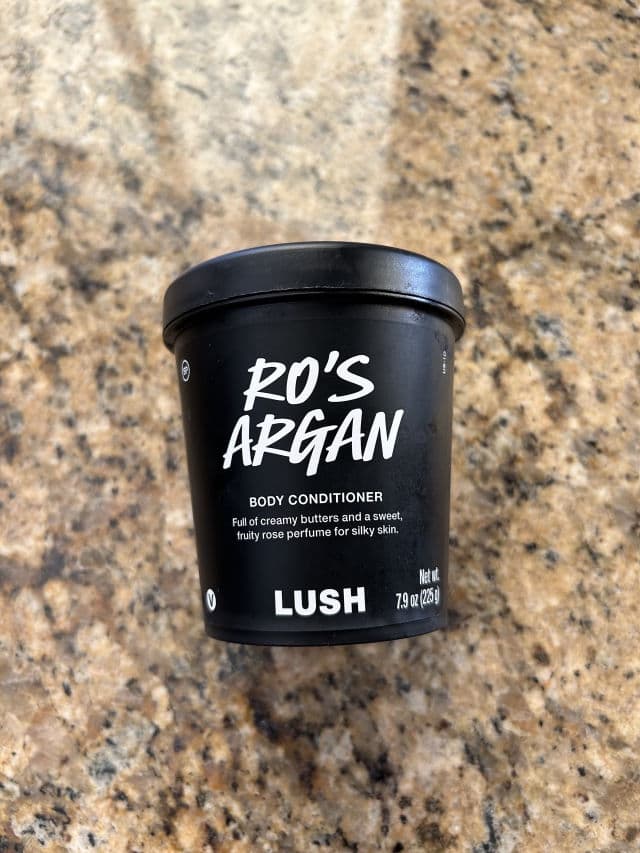 RO'S
ARGAN
BODY CONDITIONER
Full of creamy butters and a sweet,
fruity rose perfume for silky skin.
Net wt.
LUSH 7.9 oz (225 g)
V